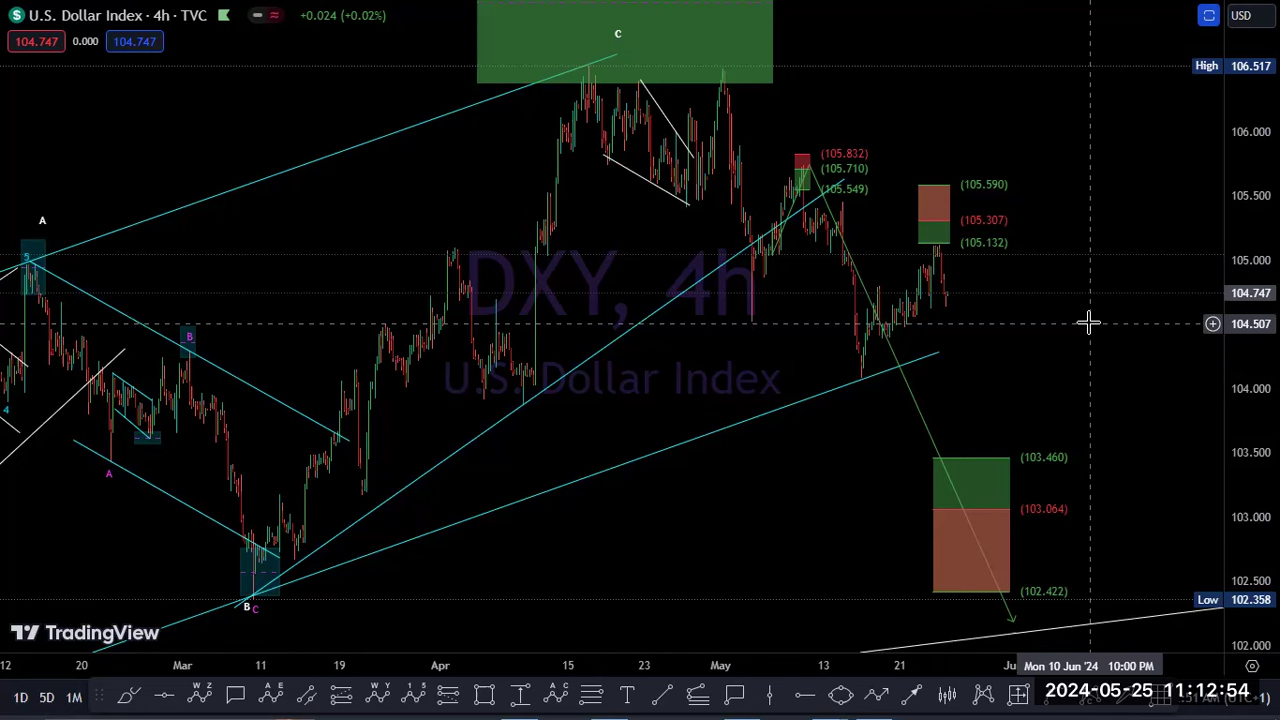 U.S. Dollar Index · 4h · TVC
+0.024 (+0.02%)
USD
104.747
0.000
104.747
C
High
106.517
106.000
(105.832)
(105.710)
(105.549)
(105.590)
(105.307)
(105.132)
105.500
A
5
105.000
DXY, 4h
104.747
104.507
B
U.S. Dollar Index
104.000
4
A
(103.460)
103.500
(103.064)
103.000
(102.422)
102.500
B
C
Low
102.358
TradingView
102.000
12
20
Mar
11
19
Apr
15
23
May
13
21
Mon 10 Jun '24
10:00 PM
1D
5D
1M
2024-05-25 11:12:54
(UTC+1)